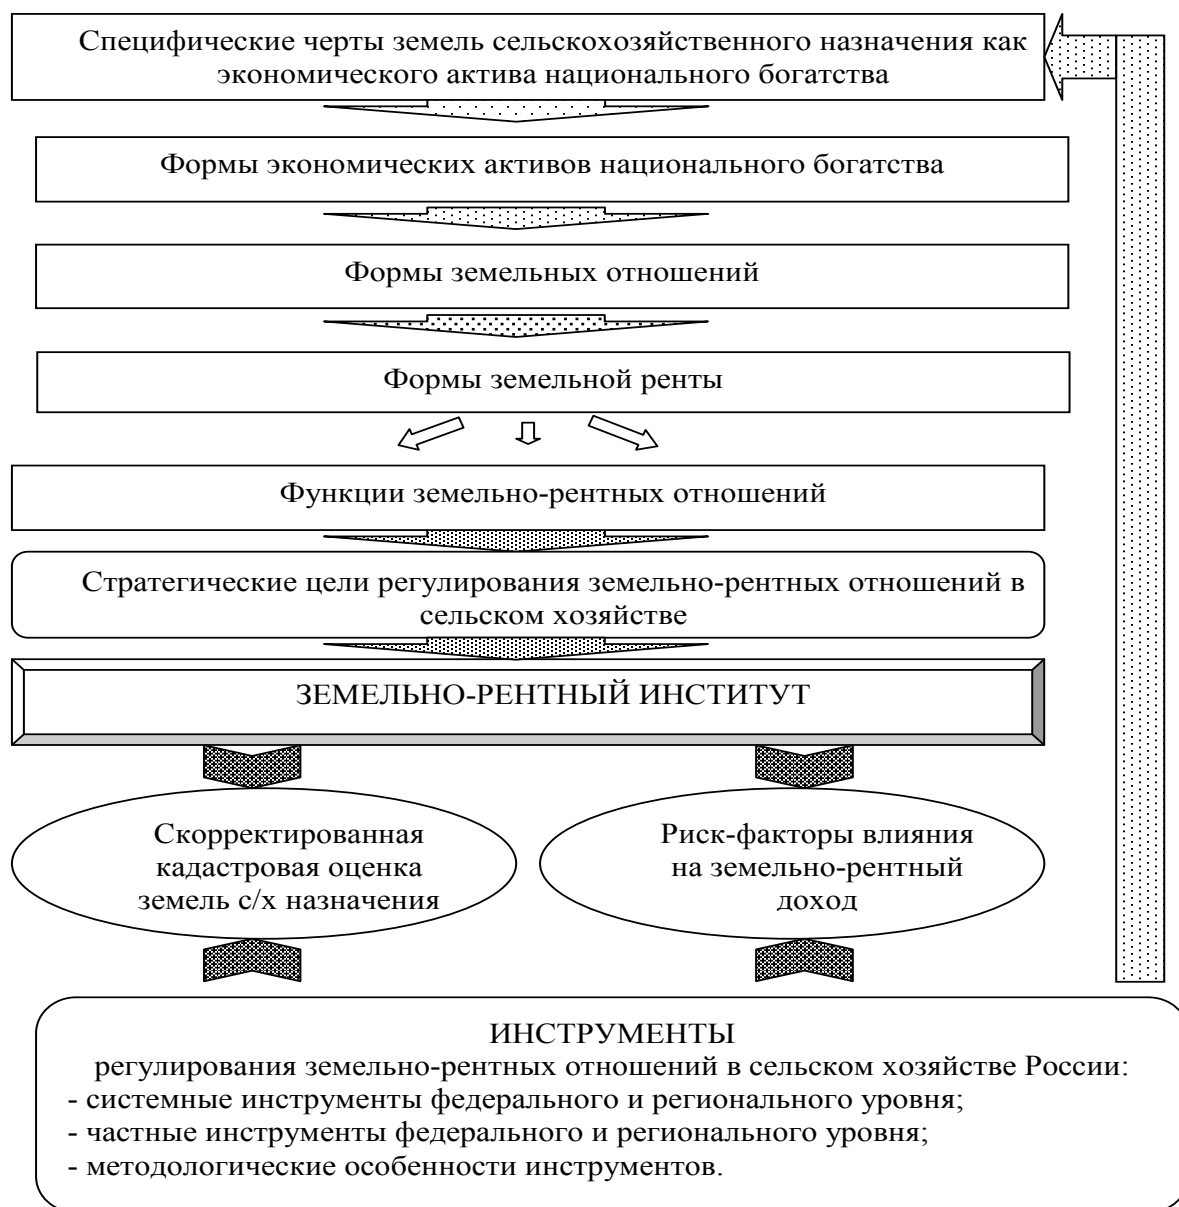 Специфические черты земель сельскохозяйственного назначения как
экономического актива национального богатства
Формы экономических активов национального богатства
Формы земельных отношений
Формы земельной ренты
Функции земельно-рентных отношений
Стратегические цели регулирования земельно-рентных отношений в
сельском хозяйстве
ЗЕМЕЛЬНО-РЕНТНЫЙ ИНСТИТУТ
Скорректированная
кадастровая оценка
земель с/х назначения
Риск-факторы влияния
на земельно-рентный
доход
ИНСТРУМЕНТЫ
регулирования земельно-рентных отношений в сельском хозяйстве России:
- системные инструменты федерального и регионального уровня;
- частные инструменты федерального и регионального уровня;
- методологические особенности инструментов.